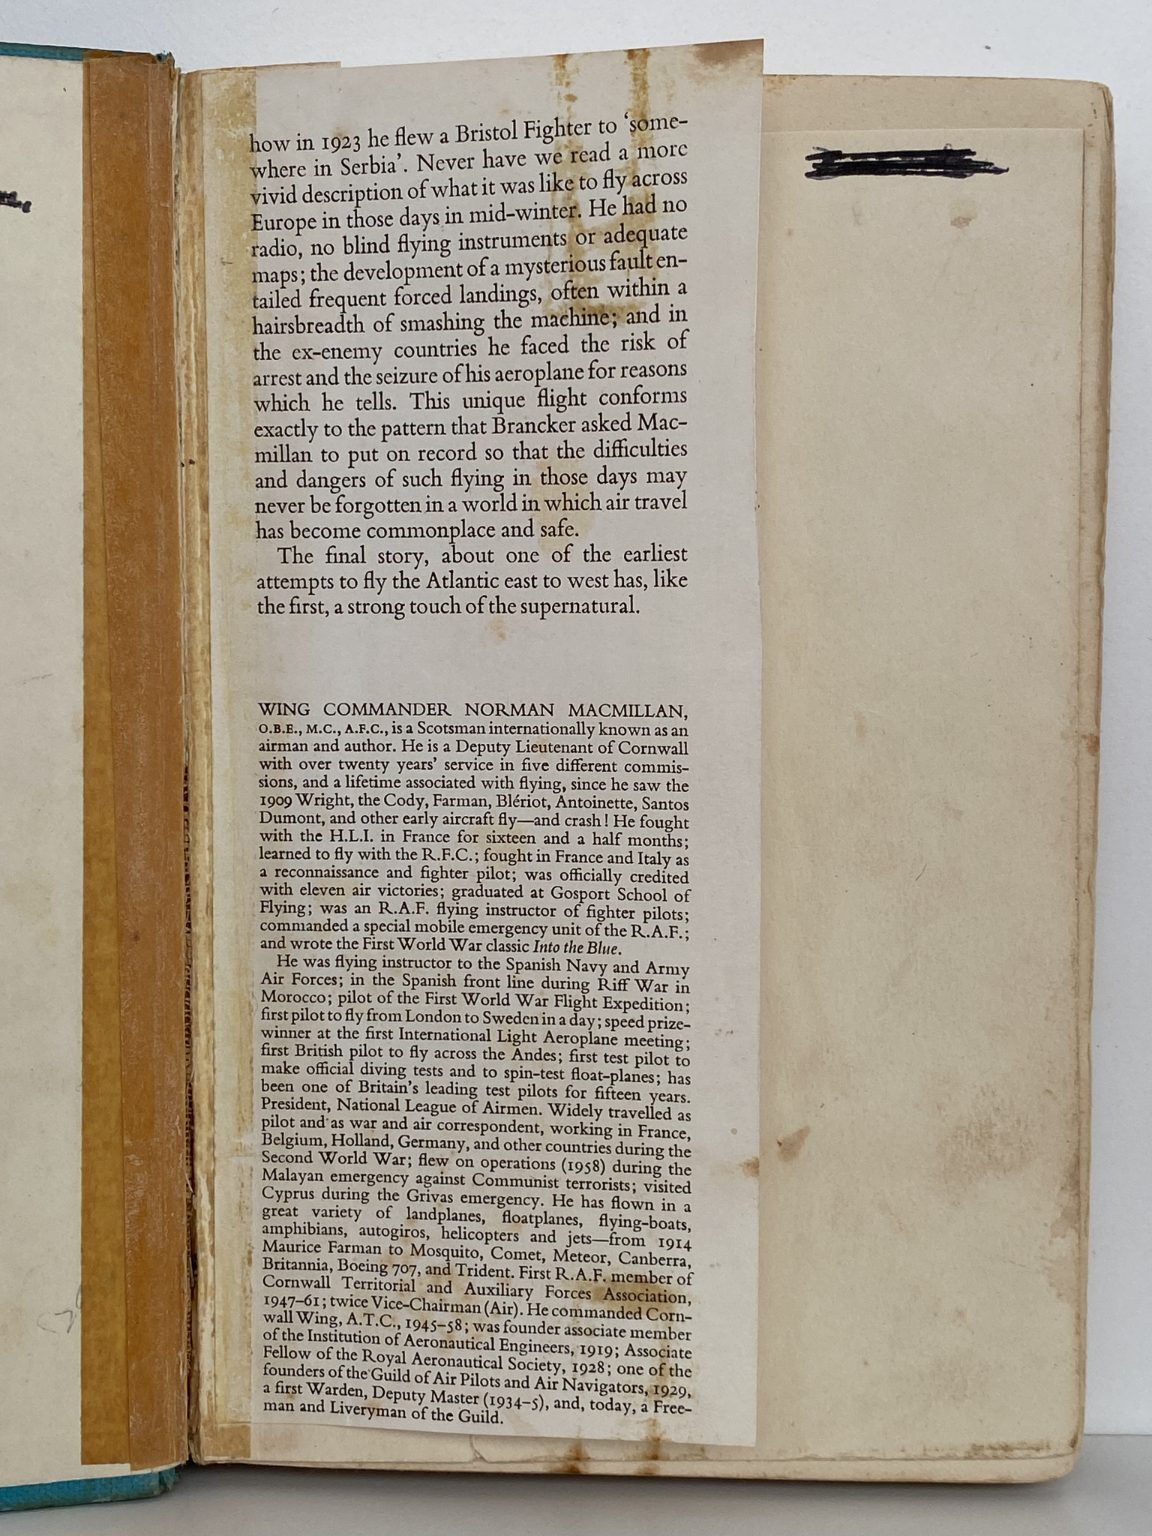 how in 1923 he flew a Bristol Fighter to ‘some-
where in Serbia’. Never have we read a more
vivid description of what it was like to fly across
Europe in those days in mid-winter. He had no
radio, no blind flying instruments or adequate
maps; the development of a mysterious fault en-
tailed frequent forced landings, often within a
hairsbreadth of smashing the machine; and in
the ex-enemy countries he faced the risk of
arrest and the seizure of his aeroplane for reasons
which he tells. This unique flight conforms
exactly to the pattern that Brancker asked Mac-
millan to put on record so that the difficulties
and dangers of such flying in those days may
never be forgotten in a world in which air travel
has become commonplace and safe.
The final story, about one of the earliest
attempts to fly the Atlantic east to west has, like
the first, a strong touch of the supernatural.
WING COMMANDER NORMAN MACMILLAN,
O.B.E., M.C., A.F.C., is a Scotsman internationally known as an
airman and author. He is a Deputy Lieutenant of Cornwall
with over twenty years’ service in five different commis-
sions, and a lifetime associated with flying, since he saw the
1909 Wright, the Cody, Farman, Blériot, Antoinette, Santos
Dumont, and other early aircraft fly—and crash! He fought
with the H.L.I. in France for sixteen and a half months;
learned to fly with the R.F.C.; fought in France and Italy as
a reconnaissance and fighter pilot; was officially credited
with eleven air victories; graduated at Gosport School of
Flying; was an R.A.F. flying instructor of fighter pilots;
commanded a special mobile emergency unit of the R.A.F.;
and wrote the First World War classic Into the Blue.
He was flying instructor to the Spanish Navy and Army
Air Forces; in the Spanish front line during Riff War in
Morocco; pilot of the First World War Flight Expedition;
first pilot to fly from London to Sweden in a day; speed prize-
winner at the first International Light Aeroplane meeting;
first British pilot to fly across the Andes; first test pilot to
make official diving tests and to spin-test float-planes; has
been one of Britain’s leading test pilots for fifteen years.
President, National League of Airmen. Widely travelled as
pilot and as war and air correspondent, working in France,
Belgium, Holland, Germany, and other countries during the
Second World War; flew on operations (1958) during the
Malayan emergency against Communist terrorists; visited
Cyprus during the Grivas emergency. He has flown in a
great variety of landplanes, floatplanes, flying-boats,
amphibians, autogiros, helicopters and jets—from 1914
Maurice Farman to Mosquito, Comet, Meteor, Canberra,
Britannia, Boeing 707, and Trident. First R.A.F. member of
Cornwall Territorial and Auxiliary Forces Association,
1947–61; twice Vice-Chairman (Air). He commanded Corn-
wall Wing, A.T.C., 1945–58; was founder associate member
of the Institution of Aeronautical Engineers, 1919; Associate
Fellow of the Royal Aeronautical Society, 1928; one of the
founders of the Guild of Air Pilots and Air Navigators, 1929,
a first Warden, Deputy Master (1934–5), and, today, a Free-
man and Liveryman of the Guild.